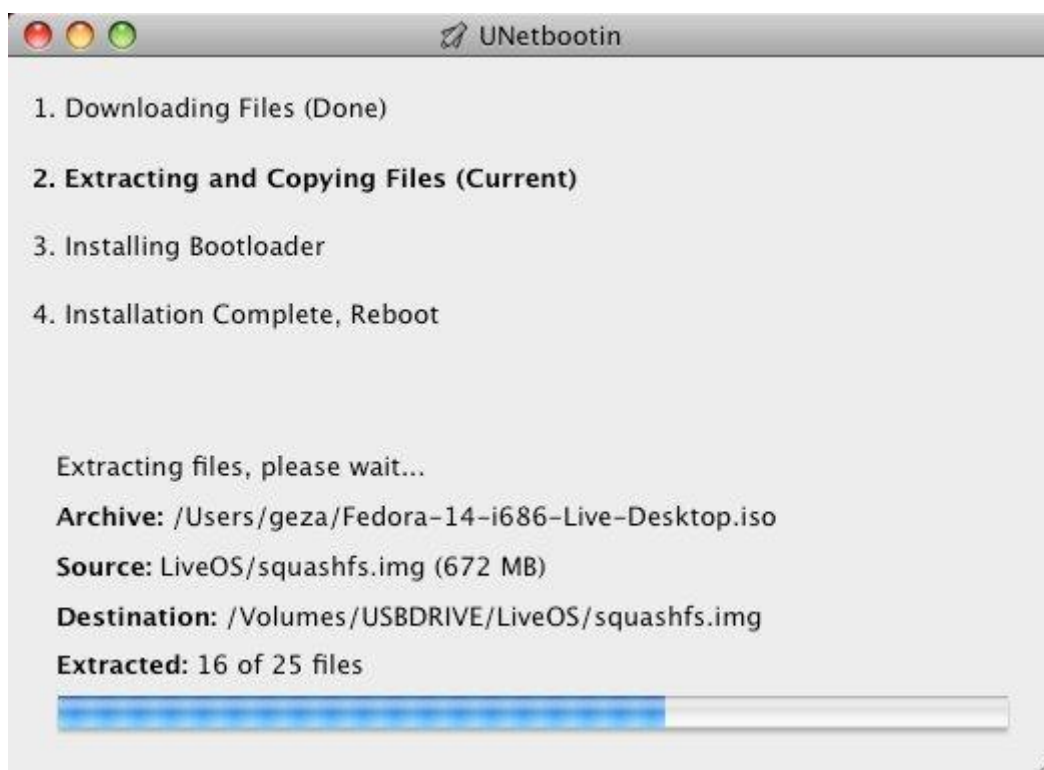 UNetbootin
1. Downloading Files (Done)
2. Extracting and Copying Files (Current)
3. Installing Bootloader
4. Installation Complete, Reboot
Extracting files, please wait...
Archive: /Users/geza/Fedora-14-i686-Live-Desktop.iso
Source: LiveOS/squashfs.img (672 MB)
Destination: /Volumes/USBDRIVE/LiveOS/squashfs.img
Extracted: 16 of 25 files